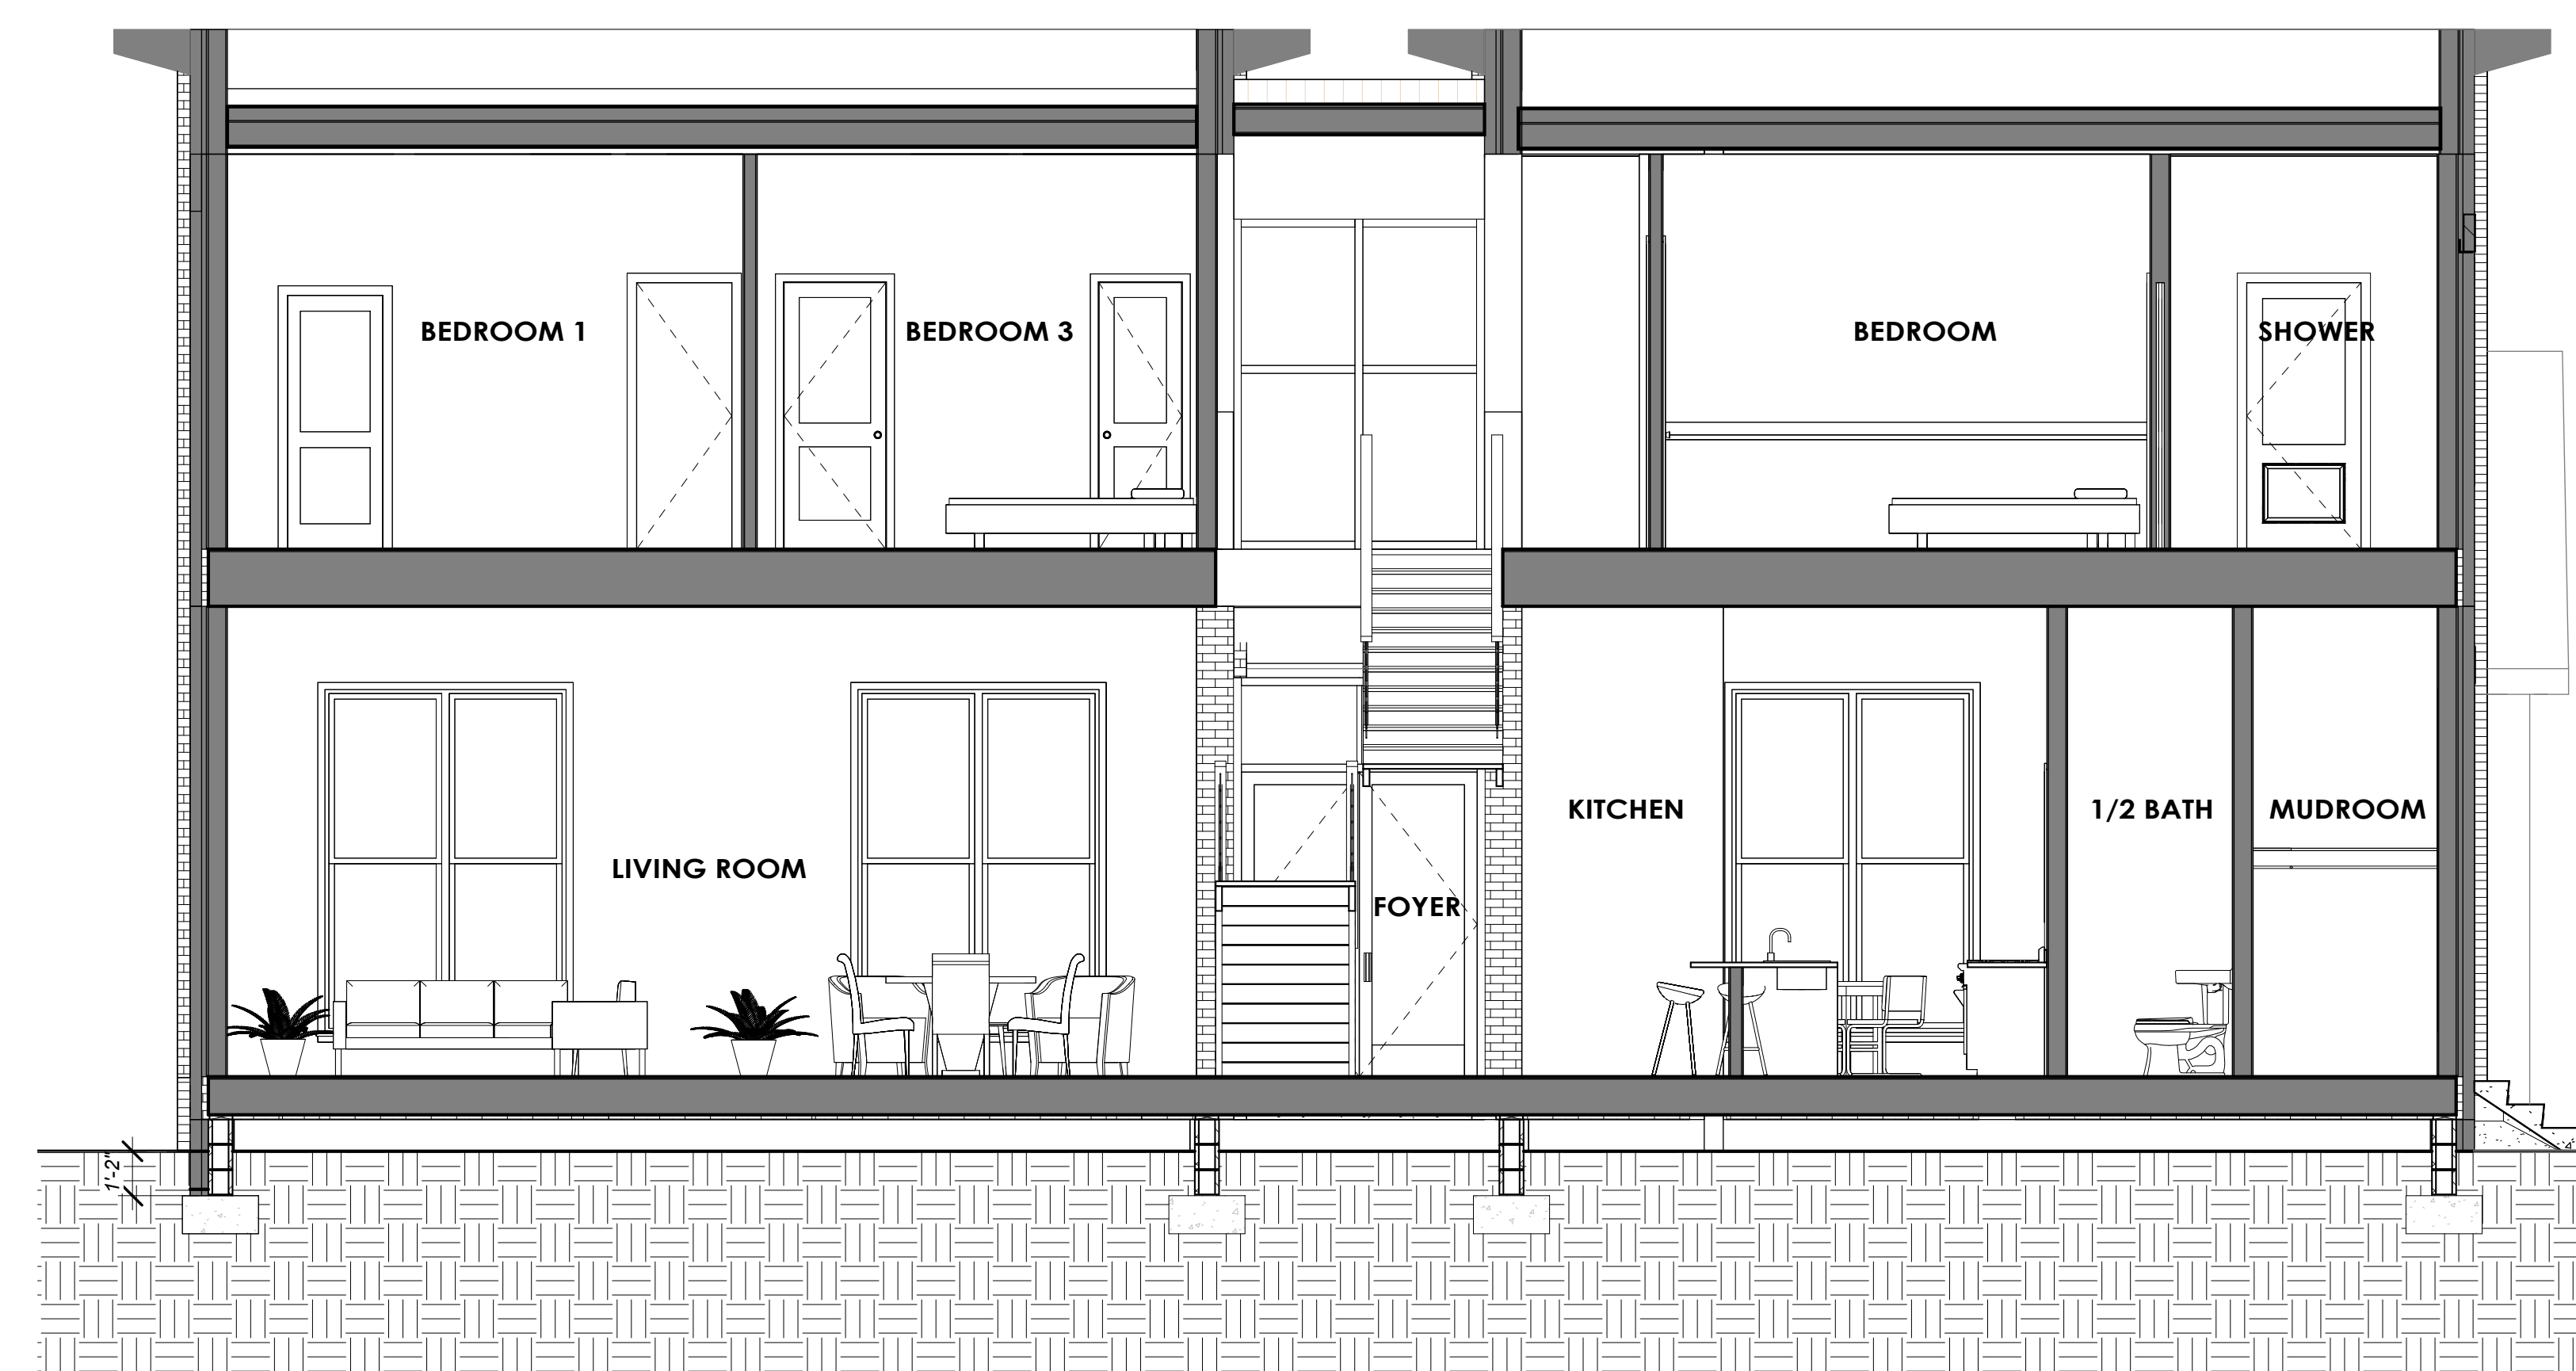 BEDROOM 1
BEDROOM 3
BEDROOM
SHOWER
LIVING ROOM
FOYER
KITCHEN
1/2 BATH
MUDROOM
1'-2"